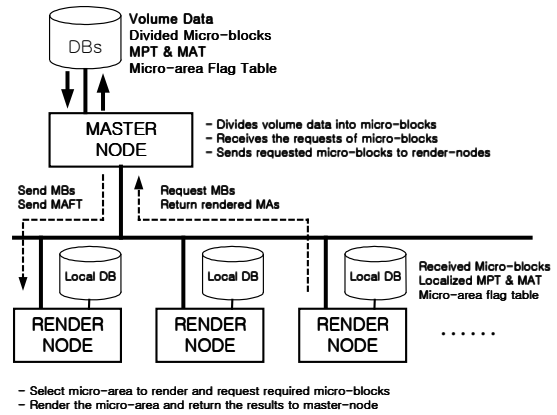 DBs
Volume Data
Divided Micro-blocks
MPT & MAT
Micro-area Flag Table
MASTER
NODE
- Divides volume data into micro-blocks
- Receives the requests of micro-blocks
- Sends requested micro-blocks to render-nodes
Send MBs
Send MAFT
Request MBs
Return rendered MAs
Local DB
Local DB
Local DB
Received Micro-blocks
Localized MPT & MAT
Micro-area flag table
RENDER
NODE
RENDER
NODE
RENDER
NODE
......
- Select micro-area to render and request required micro-blocks
- Render the micro-area and return the results to master-node